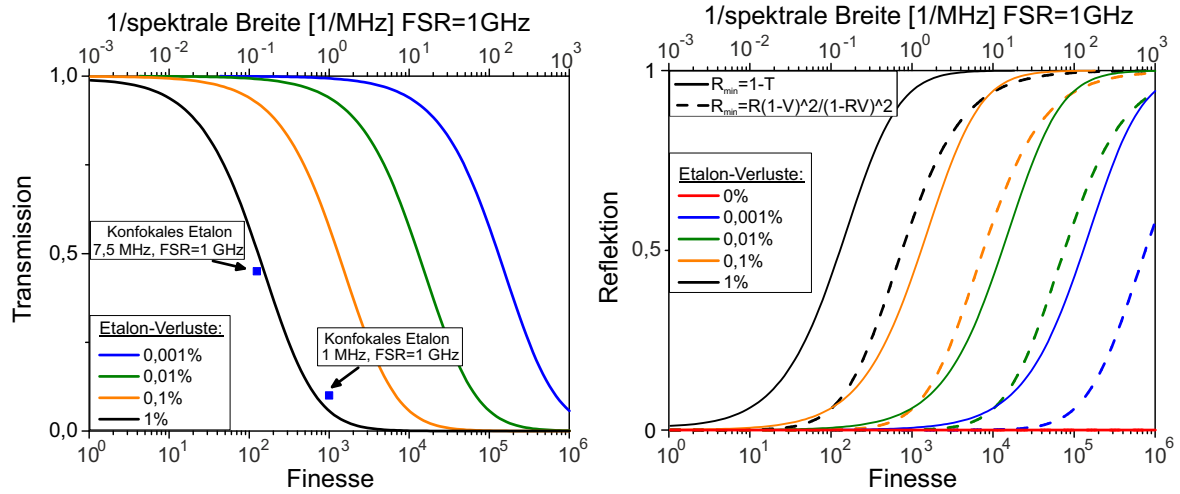 1/spektrale Breite [1/MHz] FSR=1GHz
10^-3 10^-2 10^-1 10^0 10^1 10^2 10^3
1,0
0,5
0,0
Transmission
Konfokales Etalon
7,5 MHz, FSR=1 GHz
Konfokales Etalon
1 MHz, FSR=1 GHz
Etalon-Verluste:
0,001%
0,01%
0,1%
1%
10^0 10^1 10^2 10^3 10^4 10^5 10^6
Finesse
1/spektrale Breite [1/MHz] FSR=1GHz
10^-3 10^-2 10^-1 10^0 10^1 10^2 10^3
1
0,5
0
Reflektion
R_min=1-T
R_min=R(1-V)^2/(1-RV)^2
Etalon-Verluste:
0%
0,001%
0,01%
0,1%
1%
10^0 10^1 10^2 10^3 10^4 10^5 10^6
Finesse